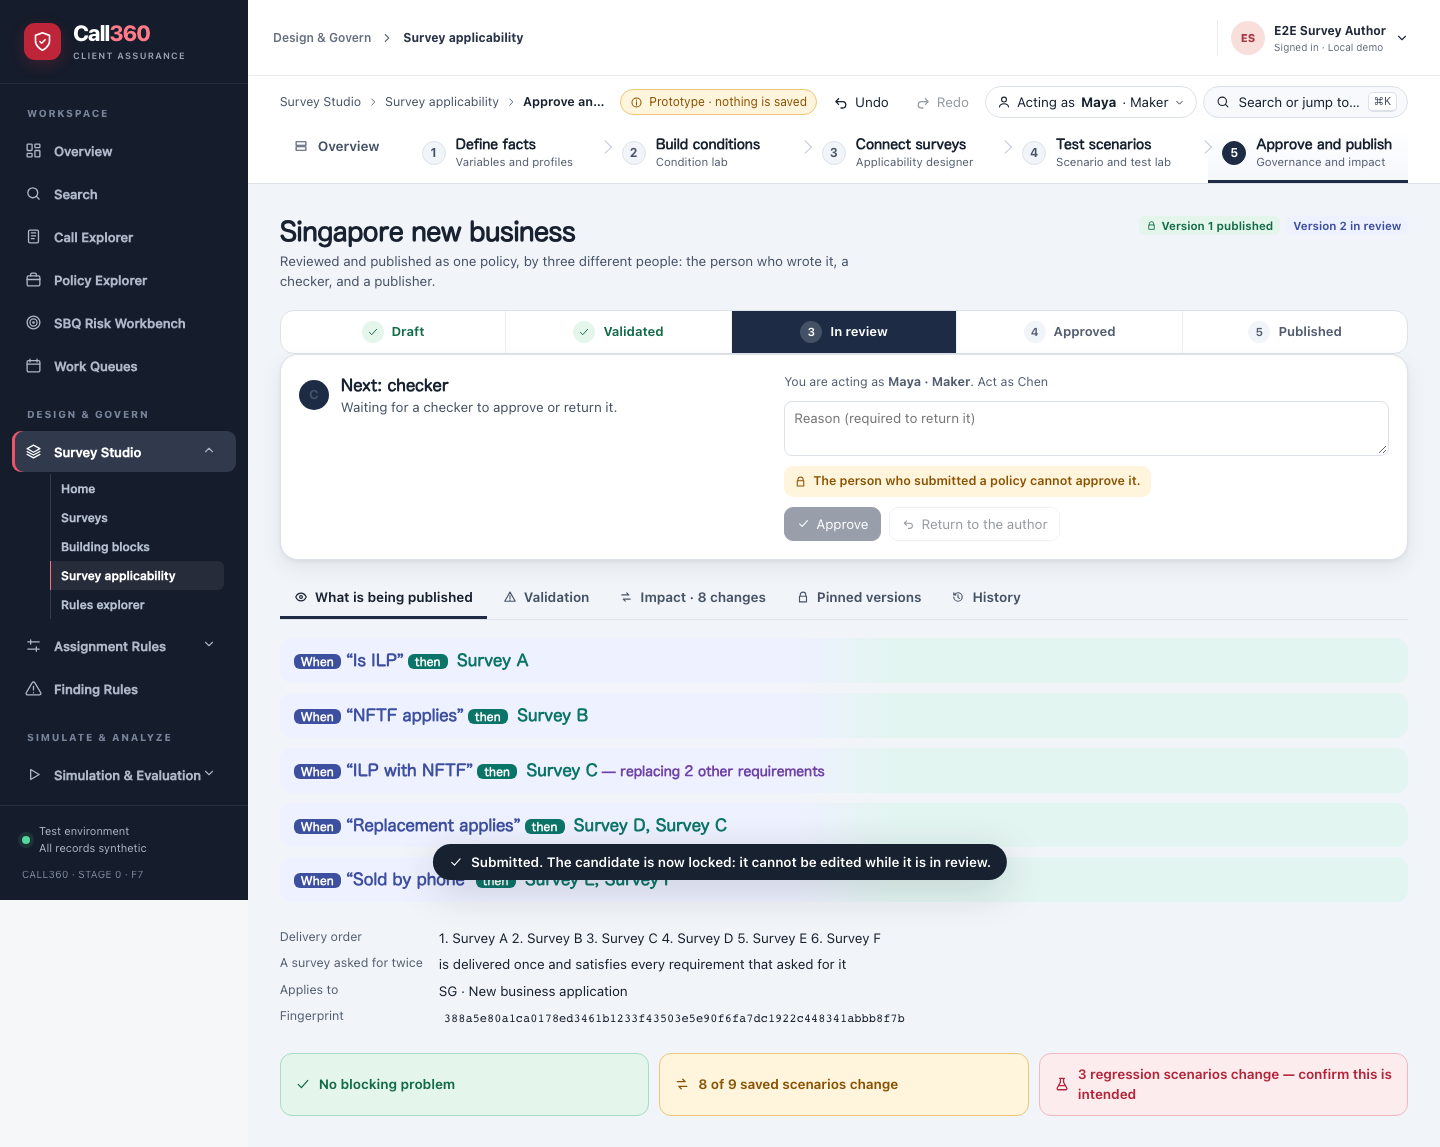 Call360
CLIENT ASSURANCE
WORKSPACE
Overview
Search
Call Explorer
Policy Explorer
SBQ Risk Workbench
Work Queues
DESIGN & GOVERN
Survey Studio
Home
Surveys
Building blocks
Survey applicability
Rules explorer
Assignment Rules
Finding Rules
SIMULATE & ANALYZE
Simulation & Evaluation
Test environment
All records synthetic
CALL360 · STAGE 0 · F7
Design & Govern
Survey applicability
ES
E2E Survey Author
Signed in · Local demo
Survey Studio
Survey applicability
Approve an...
Prototype · nothing is saved
Undo
Redo
Acting as Maya · Maker
Search or jump to...
⌘K
Overview
1
Define facts
Variables and profiles
2
Build conditions
Condition lab
3
Connect surveys
Applicability designer
4
Test scenarios
Scenario and test lab
5
Approve and publish
Governance and impact
Singapore new business
Version 1 published
Version 2 in review
Reviewed and published as one policy, by three different people: the person who wrote it, a
checker, and a publisher.
Draft
Validated
3 In review
4 Approved
5 Published
C
Next: checker
Waiting for a checker to approve or return it.
You are acting as Maya · Maker. Act as Chen
Reason (required to return it)
The person who submitted a policy cannot approve it.
Approve
Return to the author
What is being published
Validation
Impact · 8 changes
Pinned versions
History
When “Is ILP” then Survey A
When “NFTF applies” then Survey B
When “ILP with NFTF” then Survey C — replacing 2 other requirements
When “Replacement applies” then Survey D, Survey C
Submitted. The candidate is now locked: it cannot be edited while it is in review.
When “Sold by phone” then Survey E, Survey F
Delivery order
1. Survey A 2. Survey B 3. Survey C 4. Survey D 5. Survey E 6. Survey F
A survey asked for twice
is delivered once and satisfies every requirement that asked for it
Applies to
SG · New business application
Fingerprint
388a5e80a1ca0178ed3461b1233f43503e5e90f6fa7dc1922c448341abbb8f7b
No blocking problem
8 of 9 saved scenarios change
3 regression scenarios change — confirm this is
intended